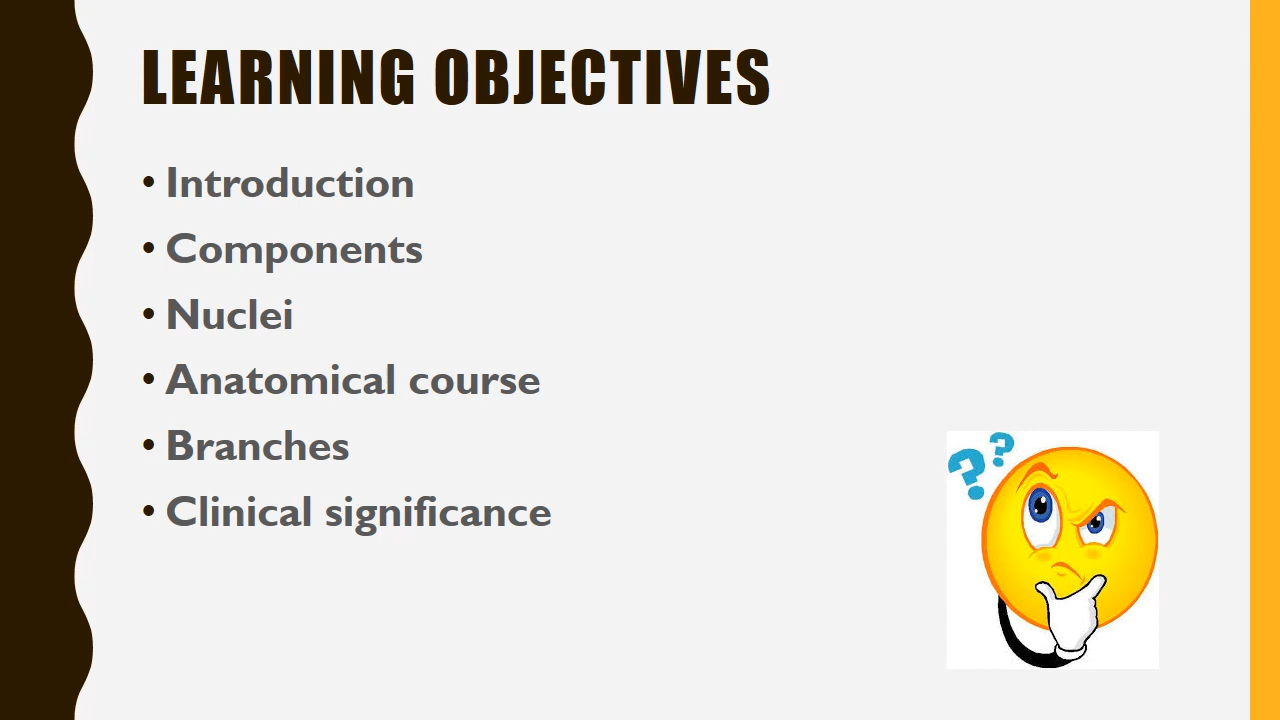 LEARNING OBJECTIVES
• Introduction
• Components
• Nuclei
• Anatomical course
• Branches
• Clinical significance
? ?